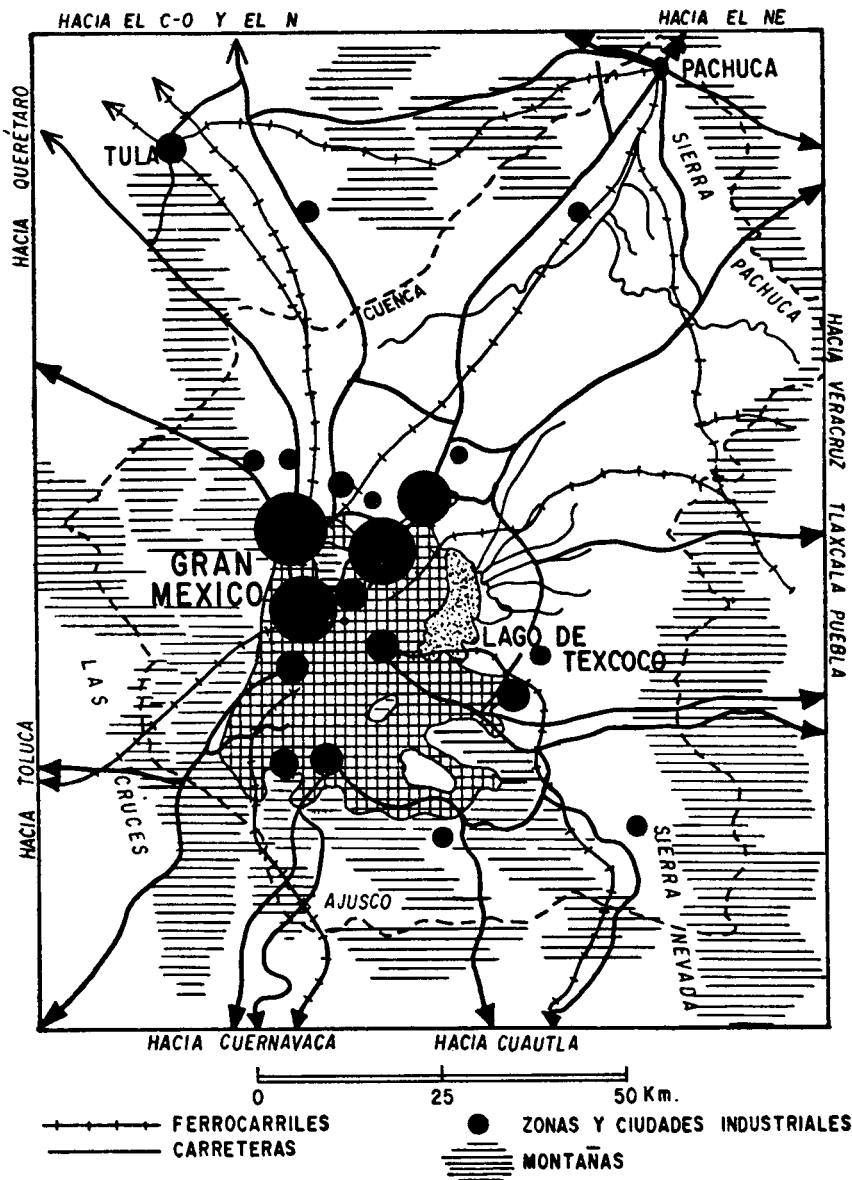 HACIA EL C-O Y EL N
HACIA EL NE
HACIA QUERÉTARO
PACHUCA
TULA
SIERRA
PACHUCA
CUENCA
HACIA VERACRUZ TLAXCALA PUEBLA
GRAN
MEXICO
LAGO DE
TEXCOCO
LAS
CRUCES
HACIA TOLUCA
SIERRA
NEVADA
AJUSCO
HACIA CUERNAVACA
HACIA CUAUTLA
0 25 50 Km.
FERROCARRILES
CARRETERAS
ZONAS Y CIUDADES INDUSTRIALES
MONTAÑAS